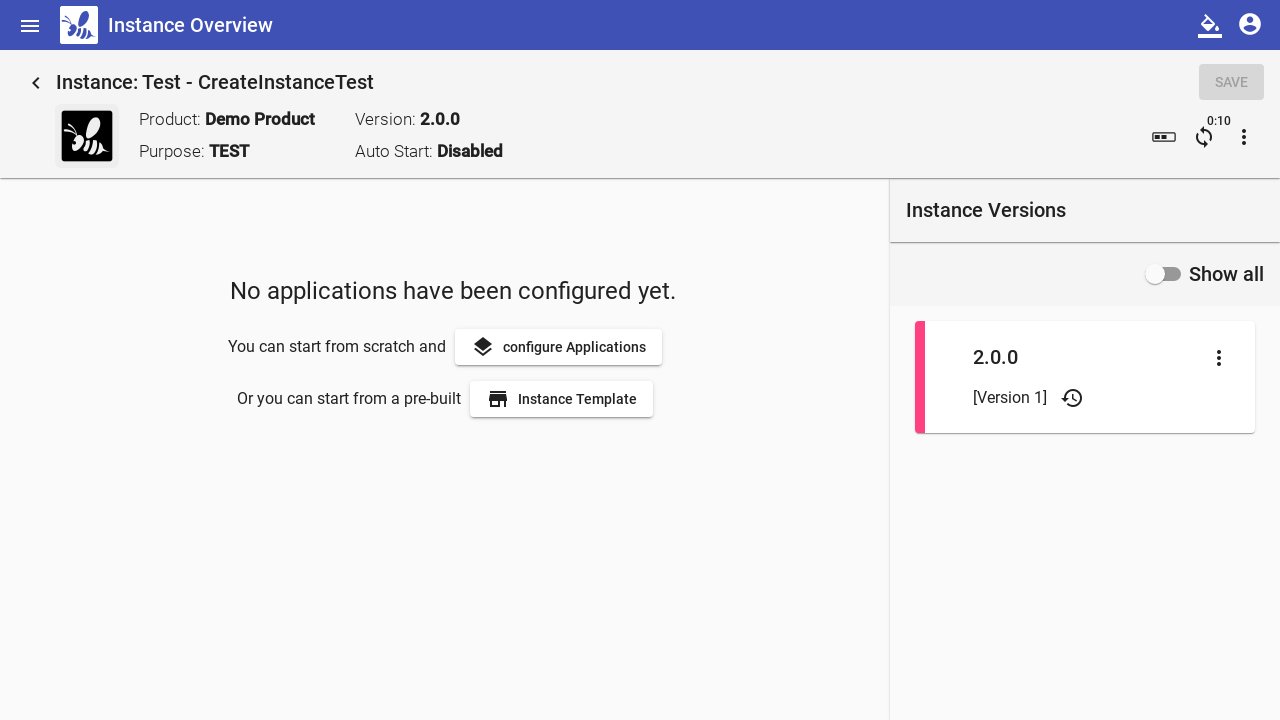 Instance Overview
Instance: Test - CreateInstanceTest
SAVE
Product: Demo Product
Version: 2.0.0
0:10
Purpose: TEST
Auto Start: Disabled
Instance Versions
Show all
No applications have been configured yet.
You can start from scratch and configure Applications
Or you can start from a pre-built Instance Template
2.0.0
[Version 1]